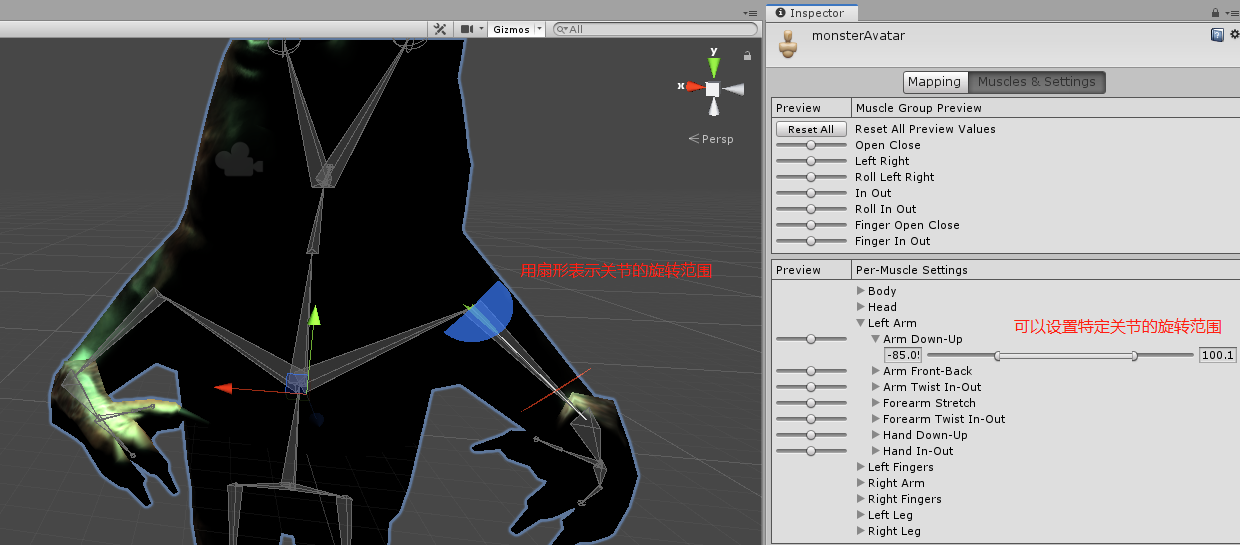 Gizmos
All
y
x
Persp
用扇形表示关节的旋转范围
Inspector
monsterAvatar
Mapping
Muscles & Settings
Preview
Muscle Group Preview
Reset All
Reset All Preview Values
Open Close
Left Right
Roll Left Right
In Out
Roll In Out
Finger Open Close
Finger In Out
Preview
Per-Muscle Settings
Body
Head
Left Arm
可以设置特定关节的旋转范围
Arm Down-Up
100.1
Arm Front-Back
Arm Twist In-Out
Forearm Stretch
Forearm Twist In-Out
Hand Down-Up
Hand In-Out
Left Fingers
Right Arm
Right Fingers
Left Leg
Right Leg